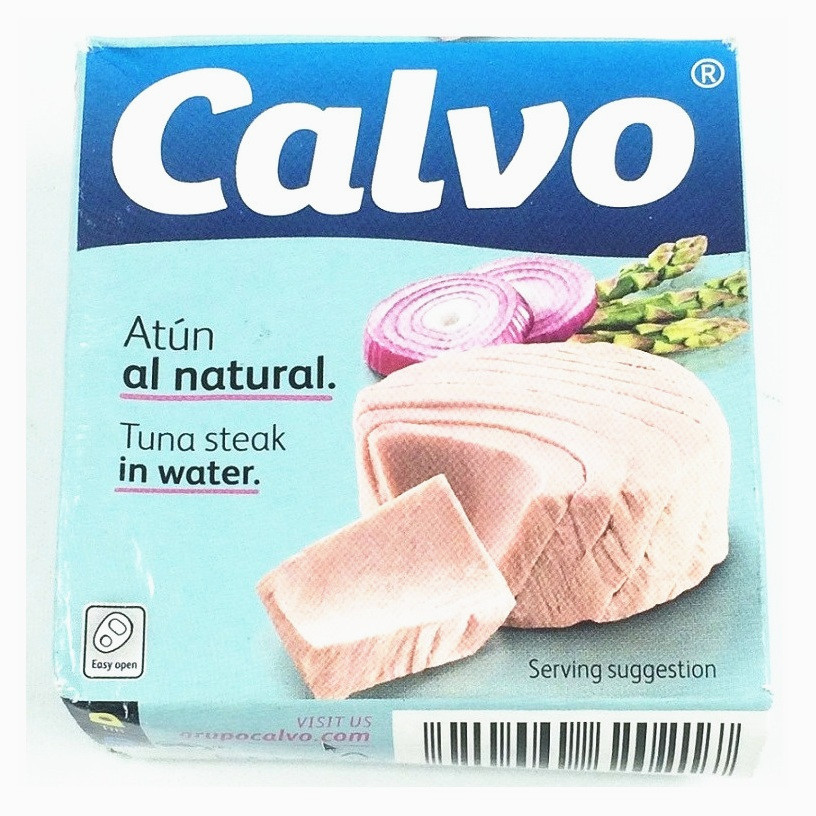 Calvo®
Atún
al natural.
Tuna steak
in water.
Easy open
Serving suggestion
VISIT US
grupocalvo.com